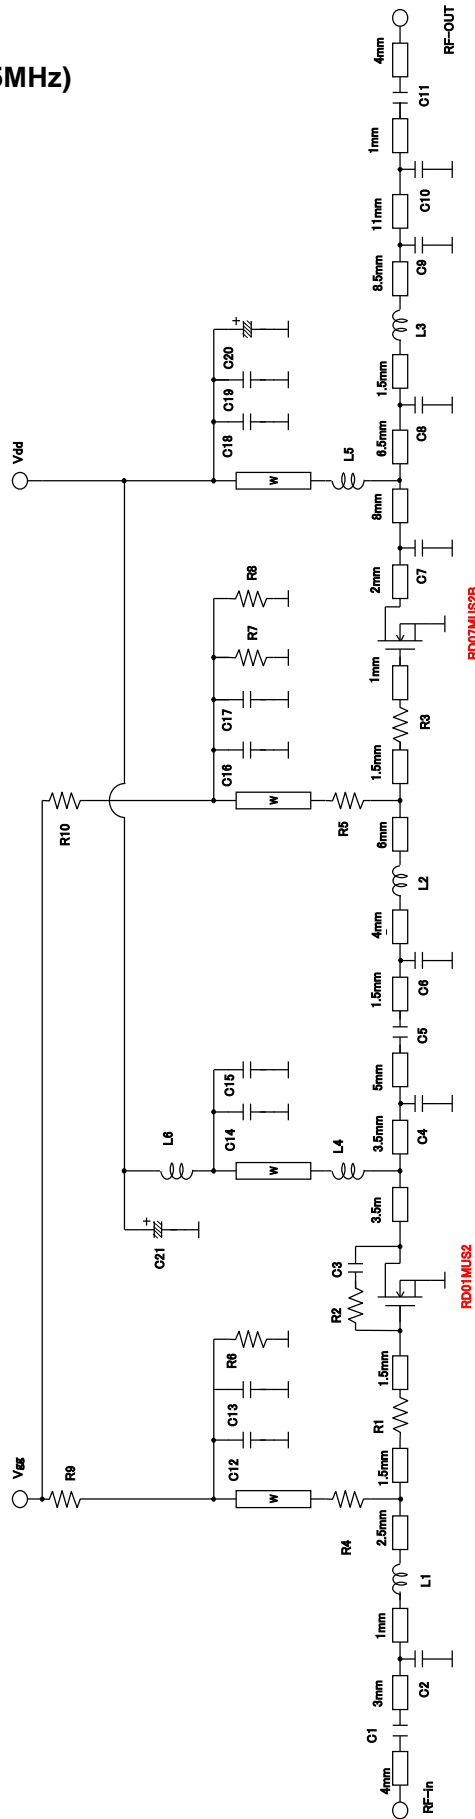 5MHz)
RF-OUT
4mm
C11
1mm
C10
11mm
C9
8.5mm
L3
1.5mm
C8
6.5mm
L5
8mm
C7
2mm
RD07MUS2B
1mm
R3
1.5mm
6mm
L2
4mm
C6
1.5mm
C5
5mm
C4
3.5mm
L4
3.5m
C3
R2
RD01MUS2
1.5mm
R1
1.5mm
R4
2.5mm
L1
1mm
C2
3mm
C1
4mm
RF-in
Vdd
+
C20
C19
C18
W
R8
R7
C17
C16
W
R5
R10
C15
C14
L6
W
+
C21
R6
C13
C12
W
R9
Vgg